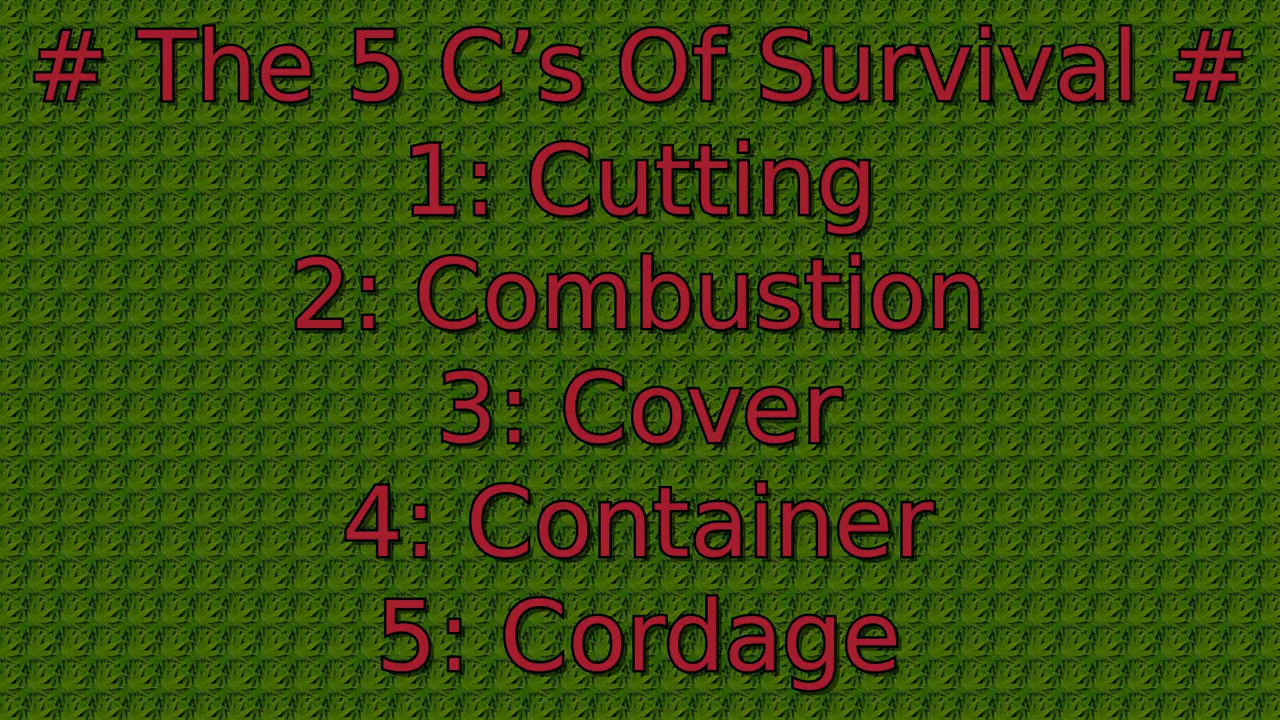 # The 5 C’s Of Survival #
1: Cutting
2: Combustion
3: Cover
4: Container
5: Cordage